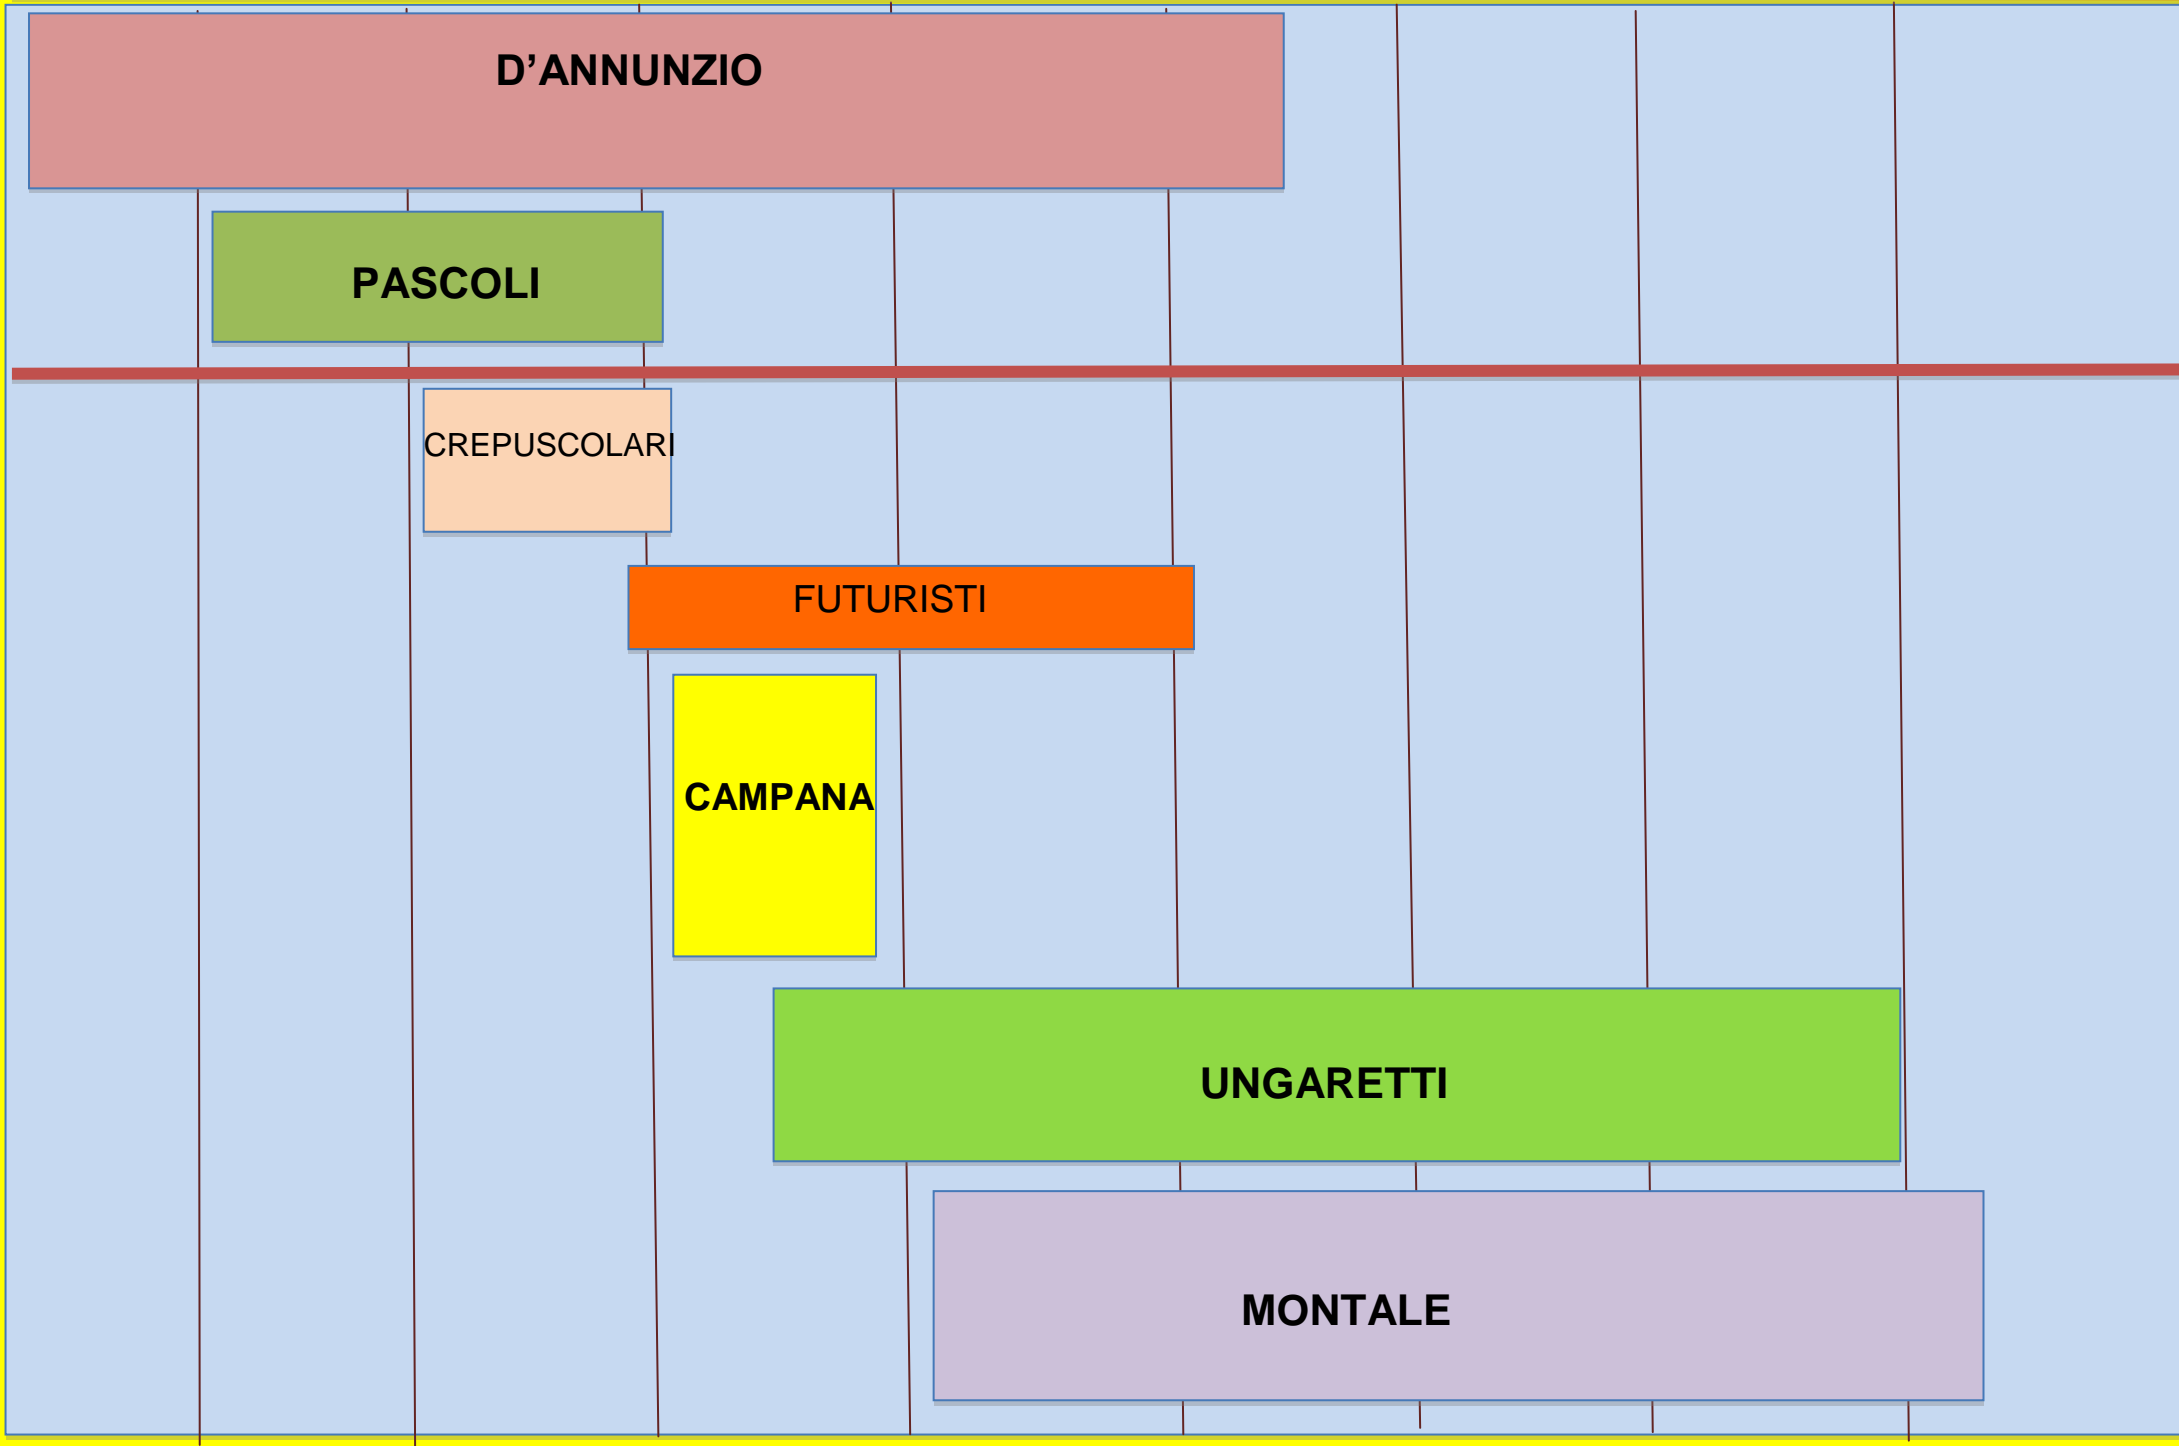 D’ANNUNZIO
PASCOLI
CREPUSCOLARI
FUTURISTI
CAMPANA
UNGARETTI
MONTALE